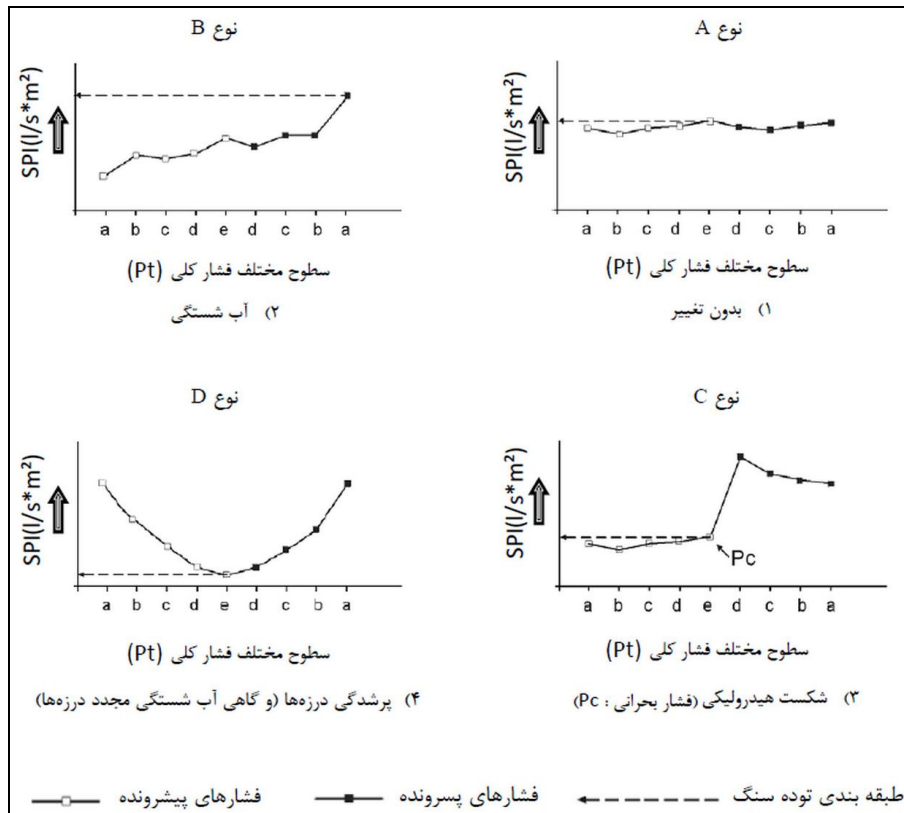 نوع A
SPI(l/s*m²)
a b c d e d c b a
سطوح مختلف فشار کلی (Pt)
۱) بدون تغییر
نوع B
SPI(l/s*m²)
a b c d e d c b a
سطوح مختلف فشار کلی (Pt)
۲) آب شستگی
نوع C
SPI(l/s*m²)
Pc
a b c d e d c b a
سطوح مختلف فشار کلی (Pt)
۳) شکست هیدرولیکی (فشار بحرانی : Pc)
نوع D
SPI(l/s*m²)
a b c d e d c b a
سطوح مختلف فشار کلی (Pt)
۴) پرشدگی درزه‌ها (و گاهی آب شستگی مجدد درزه‌ها)
طبقه بندی توده سنگ
فشارهای پسرونده
فشارهای پیشرونده